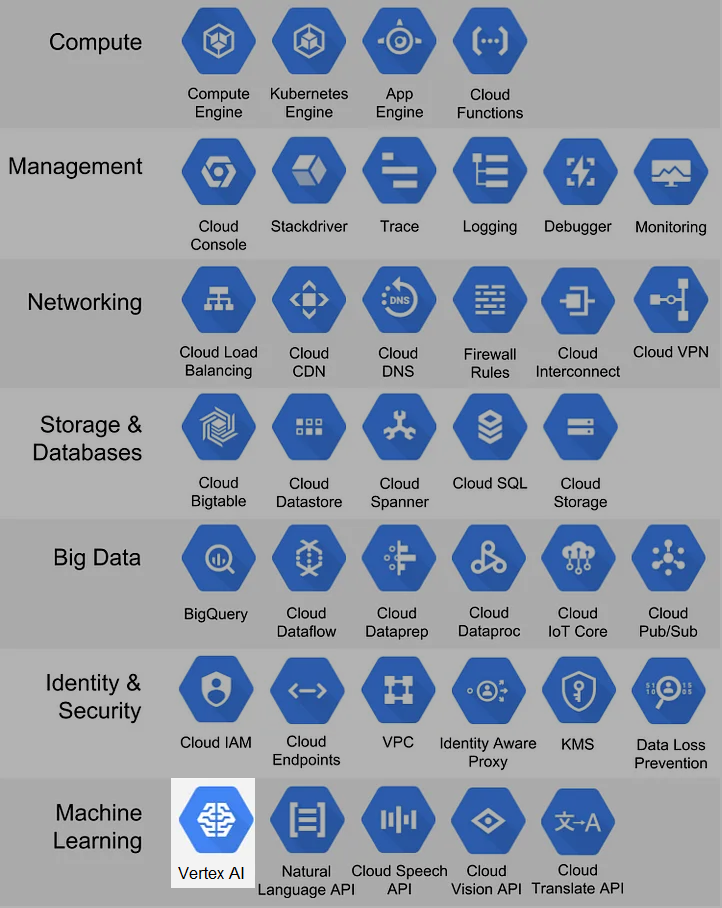 Compute
Compute Engine
Kubernetes Engine
App Engine
Cloud Functions
Management
Cloud Console
Stackdriver
Trace
Logging
Debugger
Monitoring
Networking
Cloud Load Balancing
Cloud CDN
DNS
Cloud DNS
Firewall Rules
Cloud Interconnect
Cloud VPN
Storage &
Databases
Cloud Bigtable
Cloud Datastore
Cloud Spanner
Cloud SQL
Cloud Storage
Big Data
BigQuery
Cloud Dataflow
Cloud Dataprep
Cloud Dataproc
Cloud IoT Core
Cloud Pub/Sub
Identity &
Security
Cloud IAM
Cloud Endpoints
VPC
Identity Aware Proxy
KMS
Data Loss Prevention
Machine
Learning
Vertex AI
Natural Language API
Cloud Speech API
Cloud Vision API
文→A
Cloud Translate API